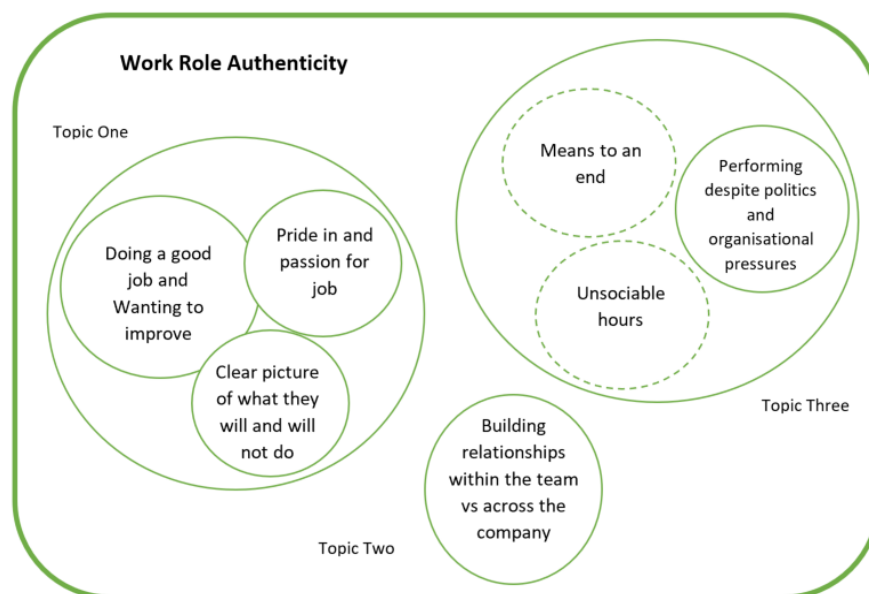 Work Role Authenticity
Topic One
Doing a good
job and
Wanting to
improve
Pride in and
passion for
job
Clear picture
of what they
will and will
not do
Means to an
end
Performing
despite politics
and
organisational
pressures
Unsociable
hours
Topic Three
Building
relationships
within the team
vs across the
company
Topic Two